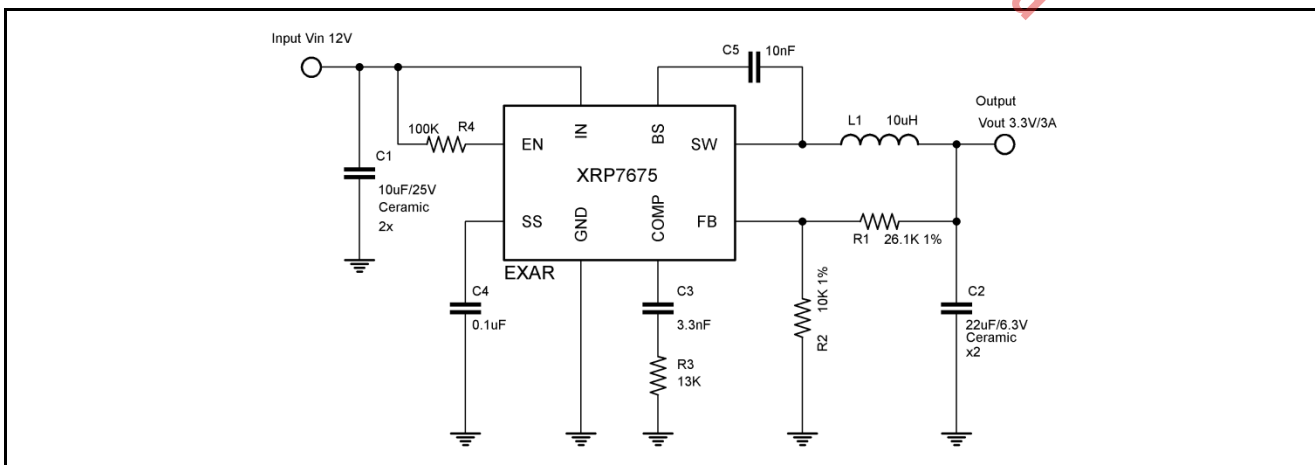 Input Vin 12V
C5
10nF
Output
Vout 3.3V/3A
L1
10uH
100K
R4
EN
IN
BS
SW
C1
10uF/25V
Ceramic
2x
XRP7675
SS
GND
COMP
FB
R1
26.1K 1%
EXAR
C4
0.1uF
C3
3.3nF
10K 1%
R2
C2
22uF/6.3V
Ceramic
x2
R3
13K